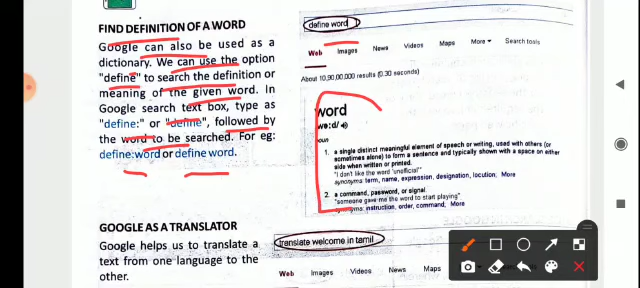 FIND DEFINITION OF A WORD
Google can also be used as a
dictionary. We can use the option
"define" to search the definition or
meaning of the given word. In
Google search text box, type as
"define:" or "define", followed by
the word to be searched. For eg:
define:word or define word.
define word
Web Images News Videos Maps More Search tools
About 10,90,00,000 results (0.30 seconds)
word
wəːd/
noun
1. a single distinct meaningful element of speech or writing, used with others (or
sometimes alone) to form a sentence and typically shown with a space on either
side when written or printed.
"I don't like the word 'unofficial'"
synonyms: term, name, expression, designation, locution; More
2. a command, password, or signal.
"someone gave me the word to start playing"
synonyms: instruction, order, command; More
GOOGLE AS A TRANSLATOR
Google helps us to translate a
text from one language to the
other.
translate welcome in tamil
Web Images Videos News Maps